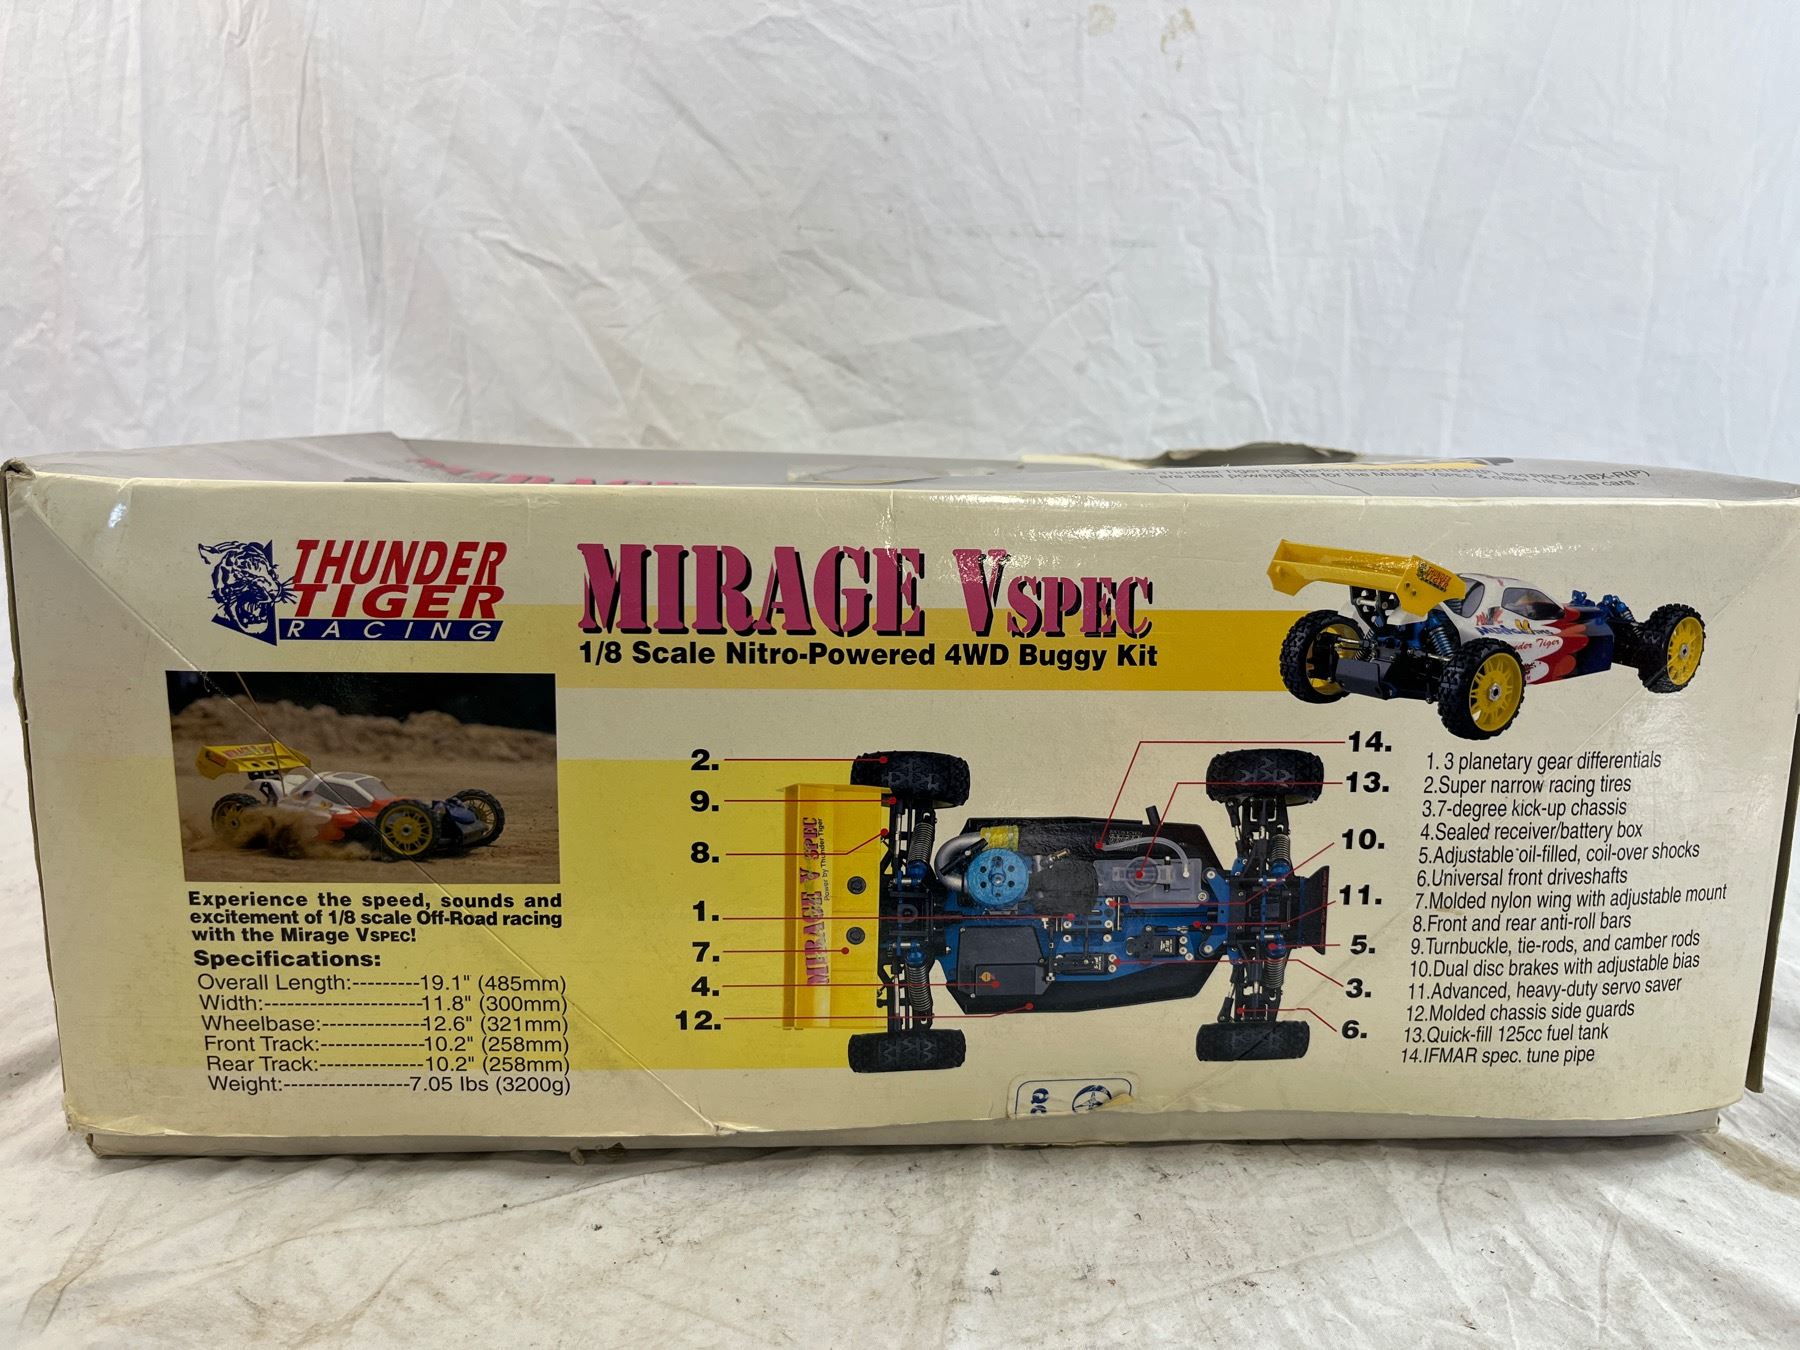 THUNDER
TIGER
RACING
MIRAGE VSPEC
1/8 Scale Nitro-Powered 4WD Buggy Kit
Experience the speed, sounds and
excitement of 1/8 scale Off-Road racing
with the Mirage VSPEC!
Specifications:
Overall Length:---------19.1" (485mm)
Width:---------------------11.8" (300mm)
Wheelbase:--------------12.6" (321mm)
Front Track:--------------10.2" (258mm)
Rear Track:--------------10.2" (258mm)
Weight:-----------------7.05 lbs (3200g)
2.
9.
8.
1.
7.
4.
12.
MIRAGE V SPEC
Power by Thunder Tiger
14.
13.
10.
11.
5.
3.
6.
THUNDER
TIGER
1. 3 planetary gear differentials
2.Super narrow racing tires
3.7-degree kick-up chassis
4.Sealed receiver/battery box
5.Adjustable oil-filled, coil-over shocks
6.Universal front driveshafts
7.Molded nylon wing with adjustable mount
8.Front and rear anti-roll bars
9.Turnbuckle, tie-rods, and camber rods
10.Dual disc brakes with adjustable bias
11.Advanced, heavy-duty servo saver
12.Molded chassis side guards
13.Quick-fill 125cc fuel tank
14.IFMAR spec. tune pipe